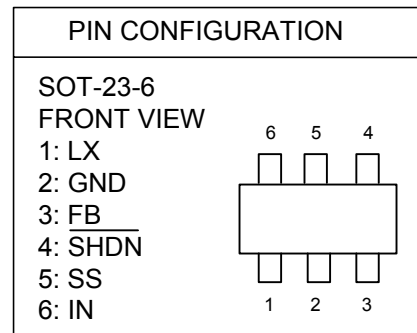 PIN CONFIGURATION
SOT-23-6
FRONT VIEW
1: LX
2: GND
3: FB
4: SHDN
5: SS
6: IN
6 5 4
1 2 3